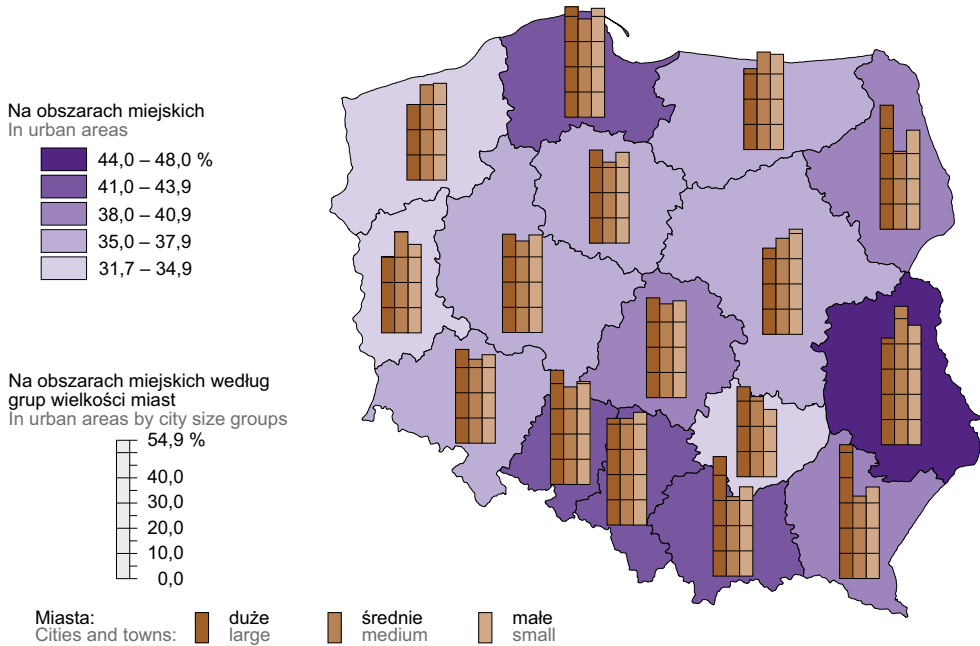 Na obszarach miejskich
In urban areas
44,0 – 48,0 %
41,0 – 43,9
38,0 – 40,9
35,0 – 37,9
31,7 – 34,9
Na obszarach miejskich według
grup wielkości miast
In urban areas by city size groups
54,9 %
40,0
30,0
20,0
10,0
0,0
Miasta: duże średnie małe
Cities and towns: large medium small